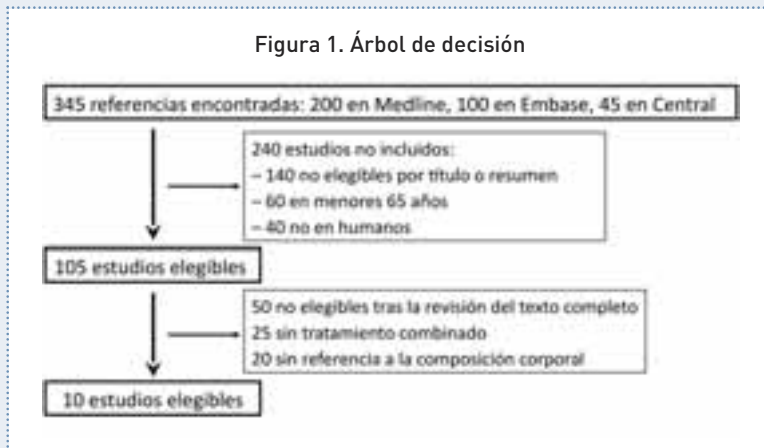 Figura 1. Árbol de decisión
345 referencias encontradas: 200 en Medline, 100 en Embase, 45 en Central
240 estudios no incluidos:
– 140 no elegibles por título o resumen
– 60 en menores 65 años
– 40 no en humanos
105 estudios elegibles
50 no elegibles tras la revisión del texto completo
25 sin tratamiento combinado
20 sin referencia a la composición corporal
10 estudios elegibles